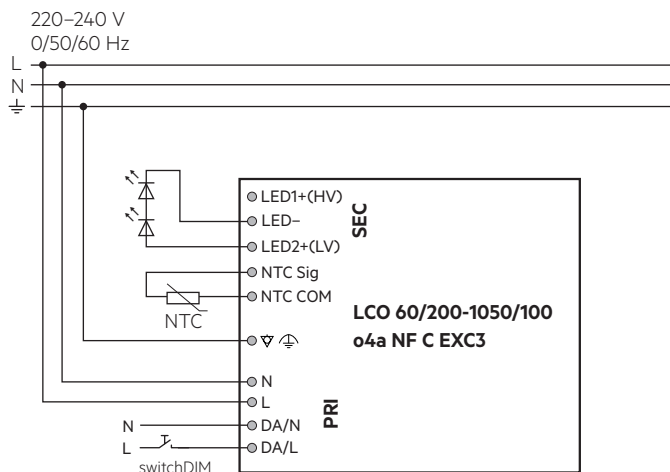 220–240 V
0/50/60 Hz
L
N
LED1+(HV)
LED–
LED2+(LV)
SEC
NTC Sig
NTC COM
NTC
LCO 60/200-1050/100
o4a NF C EXC3
N
L
PRI
N DA/N
L DA/L
switchDIM